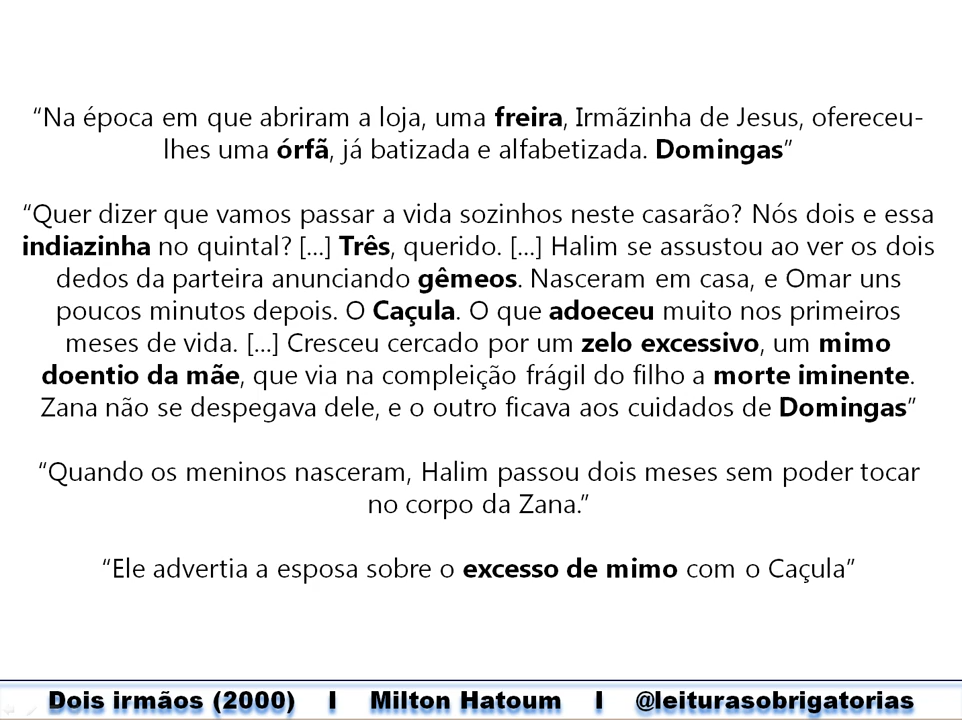 “Na época em que abriram a loja, uma freira, Irmãzinha de Jesus, ofereceu-
lhes uma órfã, já batizada e alfabetizada. Domingas”
“Quer dizer que vamos passar a vida sozinhos neste casarão? Nós dois e essa
indiazinha no quintal? [...] Três, querido. [...] Halim se assustou ao ver os dois
dedos da parteira anunciando gêmeos. Nasceram em casa, e Omar uns
poucos minutos depois. O Caçula. O que adoeceu muito nos primeiros
meses de vida. [...] Cresceu cercado por um zelo excessivo, um mimo
doentio da mãe, que via na compleição frágil do filho a morte iminente.
Zana não se despegava dele, e o outro ficava aos cuidados de Domingas”
“Quando os meninos nasceram, Halim passou dois meses sem poder tocar
no corpo da Zana.”
“Ele advertia a esposa sobre o excesso de mimo com o Caçula”
Dois irmãos (2000) I Milton Hatoum I @leiturasobrigatorias